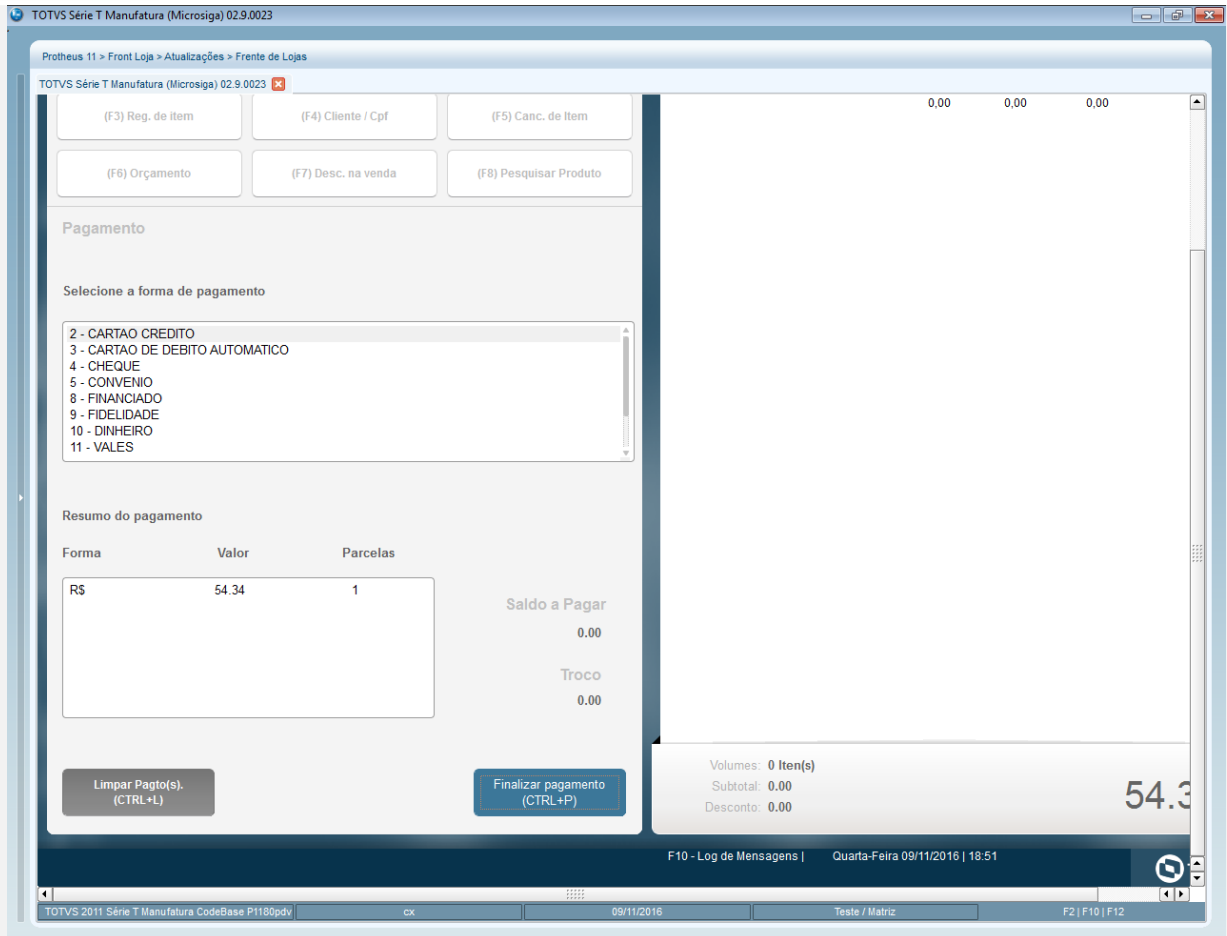 TOTVS Série T Manufatura (Microsiga) 02.9.0023
Protheus 11 > Front Loja > Atualizações > Frente de Lojas
TOTVS Série T Manufatura (Microsiga) 02.9.0023
(F3) Reg. de item
(F4) Cliente / Cpf
(F5) Canc. de Item
0,00 0,00 0,00
(F6) Orçamento
(F7) Desc. na venda
(F8) Pesquisar Produto
Pagamento
Selecione a forma de pagamento
2 - CARTAO CREDITO
3 - CARTAO DE DEBITO AUTOMATICO
4 - CHEQUE
5 - CONVENIO
8 - FINANCIADO
9 - FIDELIDADE
10 - DINHEIRO
11 - VALES
Resumo do pagamento
Forma Valor Parcelas
R$ 54.34 1
Saldo a Pagar
0.00
Troco
0.00
Limpar Pagto(s).
(CTRL+L)
Finalizar pagamento
(CTRL+P)
Volumes: 0 Iten(s)
Subtotal: 0.00
Desconto: 0.00
54.3
F10 - Log de Mensagens | Quarta-Feira 09/11/2016 | 18:51
TOTVS 2011 Série T Manufatura CodeBase P1180pdv
cx
09/11/2016
Teste / Matriz
F2 | F10 | F12